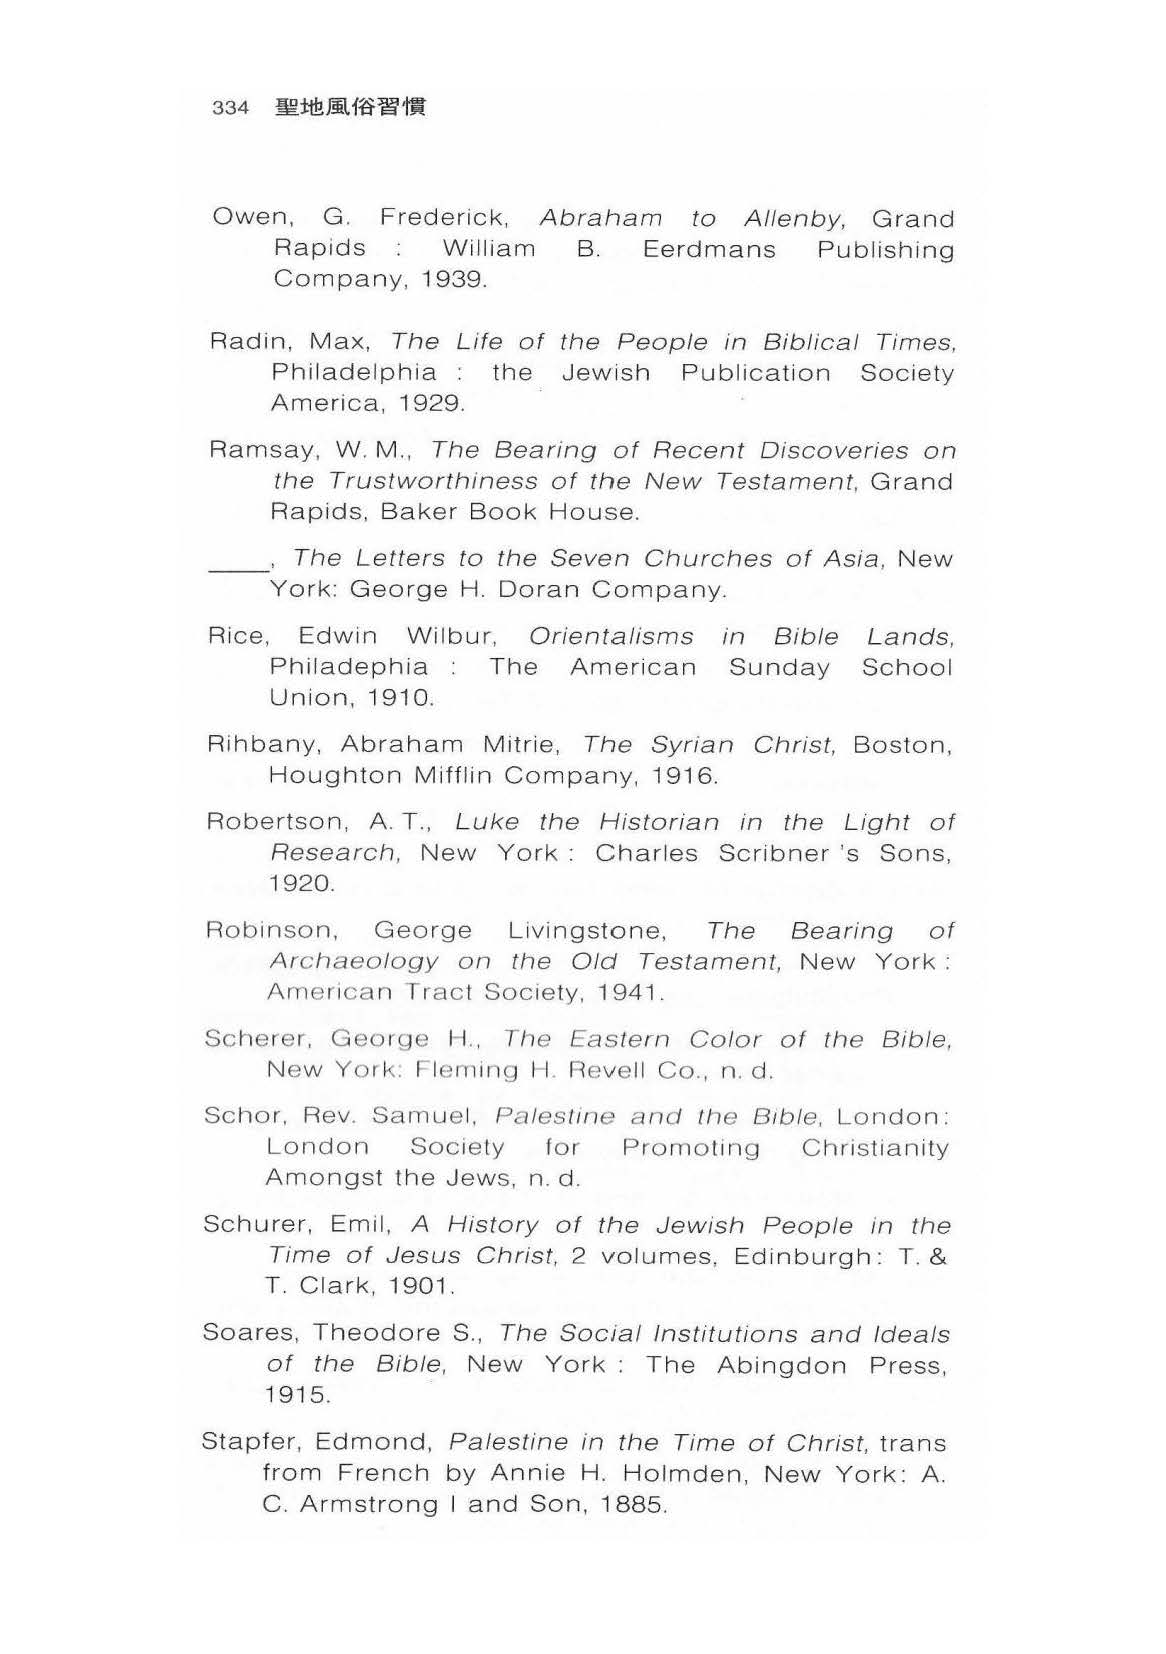 334 聖地風俗習慣
Owen, G. Frederick, Abraham to Allenby, Grand
Rapids : William B. Eerdmans Publishing
Company, 1939.
Radin, Max, The Life of the People in Biblical Times,
Philadelphia : the Jewish Publication Society
America, 1929.
Ramsay, W. M., The Bearing of Recent Discoveries on
the Trustworthiness of the New Testament, Grand
Rapids, Baker Book House.
____, The Letters to the Seven Churches of Asia, New
York: George H. Doran Company.
Rice, Edwin Wilbur, Orientalisms in Bible Lands,
Philadephia : The American Sunday School
Union, 1910.
Rihbany, Abraham Mitrie, The Syrian Christ, Boston,
Houghton Mifflin Company, 1916.
Robertson, A. T., Luke the Historian in the Light of
Research, New York : Charles Scribner 's Sons,
1920.
Robinson, George Livingstone, The Bearing of
Archaeology on the Old Testament, New York :
American Tract Society, 1941.
Scherer, George H., The Eastern Color of the Bible,
New York: Fleming H. Revell Co., n. d.
Schor, Rev. Samuel, Palestine and the Bible, London:
London Society for Promoting Christianity
Amongst the Jews, n. d.
Schurer, Emil, A History of the Jewish People in the
Time of Jesus Christ, 2 volumes, Edinburgh: T. &
T. Clark, 1901.
Soares, Theodore S., The Social Institutions and Ideals
of the Bible, New York : The Abingdon Press,
1915.
Stapfer, Edmond, Palestine in the Time of Christ, trans
from French by Annie H. Holmden, New York: A.
C. Armstrong I and Son, 1885.